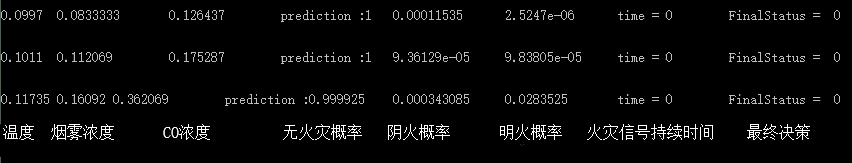 0.0997 0.0833333 0.126437 prediction :1 0.00011535 2.5247e-06 time = 0 FinalStatus = 0
0.1011 0.112069 0.175287 prediction :1 9.36129e-05 9.83805e-05 time = 0 FinalStatus = 0
0.11735 0.16092 0.362069 prediction :0.999925 0.000343085 0.0283525 time = 0 FinalStatus = 0
温度 烟雾浓度 CO浓度 无火灾概率 阴火概率 明火概率 火灾信号持续时间 最终决策